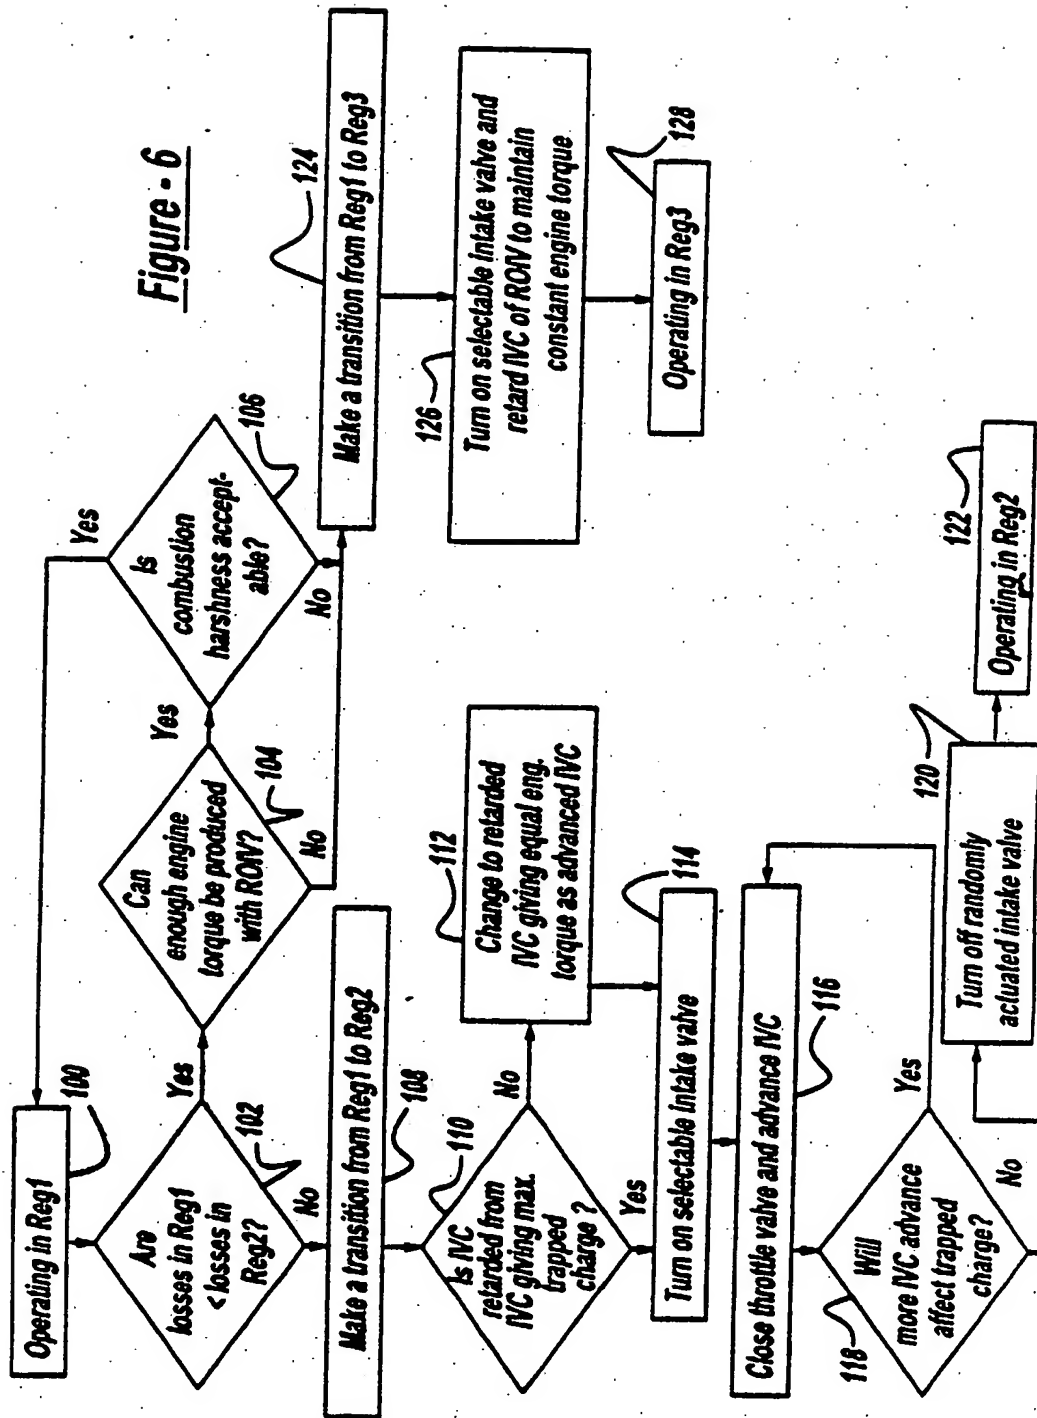 Figure - 6
Operating in Reg1
100
Are
losses in Reg1
< losses in
Reg2?
102
Yes
No
Can
enough engine
torque be produced
with ROIV?
104
Yes
No
Is
combustion
harshness accept-
able?
106
Yes
No
Make a transition from Reg1 to Reg3
124
Turn on selectable intake valve and
retard IVC of ROIV to maintain
constant engine torque
126
Operating in Reg3
128
Make a transition from Reg1 to Reg2
108
Is IVC
retarded from
IVC giving max.
trapped
charge ?
110
No
Yes
Change to retarded
IVC giving equal eng.
torque as advanced IVC
112
Turn on selectable intake valve
114
Close throttle valve and advance IVC
116
Will
more IVC advance
affect trapped
charge?
118
Yes
No
Turn off randomly
actuated intake valve
120
Operating in Reg2
122